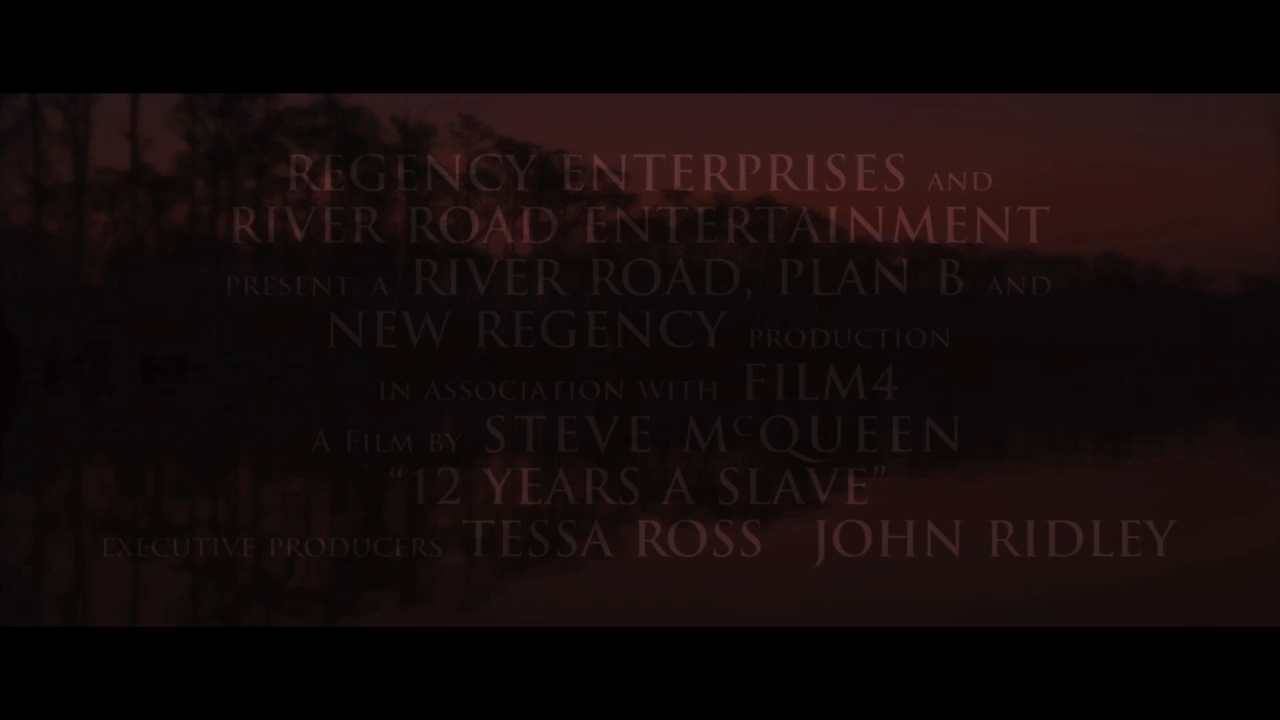 REGENCY ENTERPRISES AND
RIVER ROAD ENTERTAINMENT
PRESENT A RIVER ROAD, PLAN B AND
NEW REGENCY PRODUCTION
IN ASSOCIATION WITH FILM4
A FILM BY STEVE McQUEEN
“12 YEARS A SLAVE”
EXECUTIVE PRODUCERS TESSA ROSS JOHN RIDLEY